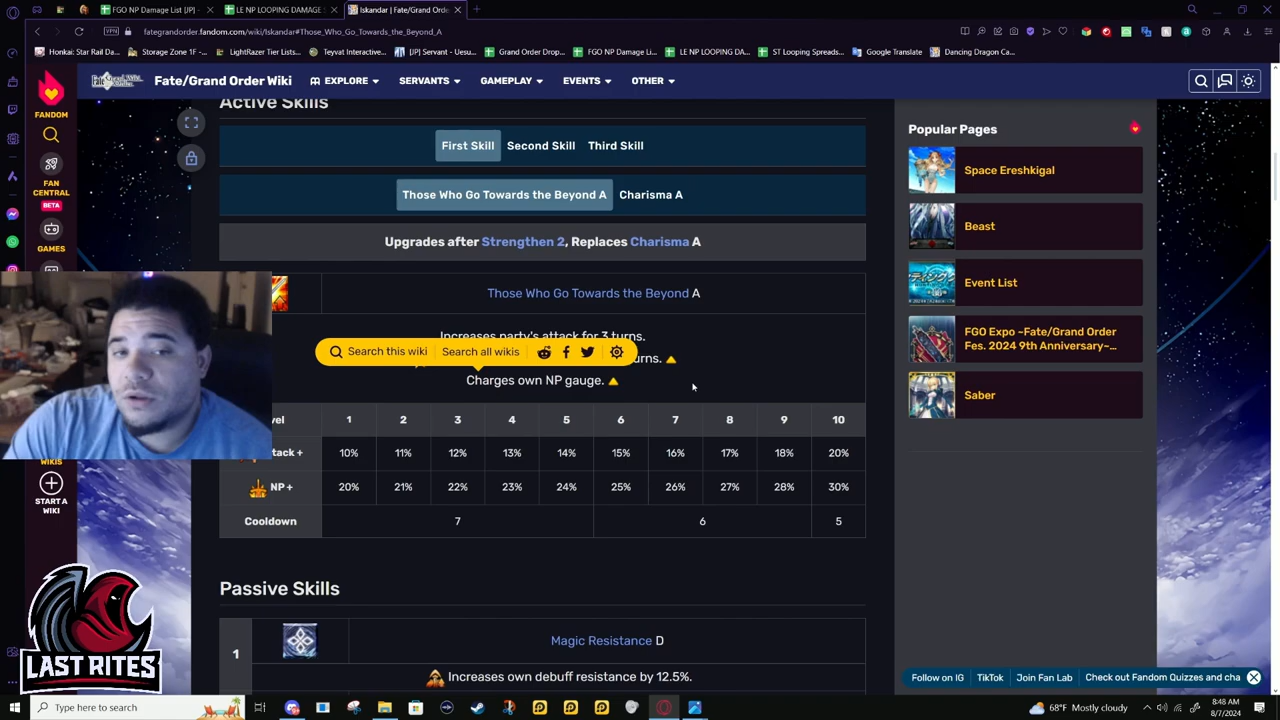 FGO NP Damage List [JP] -
LE NP LOOPING DAMAGE
Iskandar | Fate/Grand Orde
VPN
fategrandorder.fandom.com/wiki/Iskandar#Those_Who_Go_Towards_the_Beyond_A
Honkai: Star Rail Da...
Storage Zone 1F -...
LightRazer Tier Lists...
Teyvat Interactive...
[JP] Servant - Uesu...
Grand Order Drop...
FGO NP Damage Li...
LE NP LOOPING DA...
ST Looping Spreads...
Google Translate
Dancing Dragon Ca...
Fate/Grand Order Wiki
EXPLORE
SERVANTS
GAMEPLAY
EVENTS
OTHER
FANDOM
FAN
CENTRAL
BETA
GAMES
WIKIS
START A
WIKI
Active Skills
First Skill
Second Skill
Third Skill
Those Who Go Towards the Beyond A
Charisma A
Upgrades after Strengthen 2, Replaces Charisma A
Those Who Go Towards the Beyond A
Increases party's attack for 3 turns.
urns.
Charges own NP gauge.
Search this wiki
Search all wikis
vel 1 2 3 4 5 6 7 8 9 10
tack + 10% 11% 12% 13% 14% 15% 16% 17% 18% 20%
NP + 20% 21% 22% 23% 24% 25% 26% 27% 28% 30%
Cooldown 7 6 5
Passive Skills
1
Magic Resistance D
Increases own debuff resistance by 12.5%.
Popular Pages
Space Ereshkigal
Beast
Event List
FGO Expo ~Fate/Grand Order
Fes. 2024 9th Anniversary~...
Saber
Follow on IG
TikTok
Join Fan Lab
Check out Fandom Quizzes and cha
LAST RITES
Type here to search
68°F Mostly cloudy
8:48 AM
8/7/2024